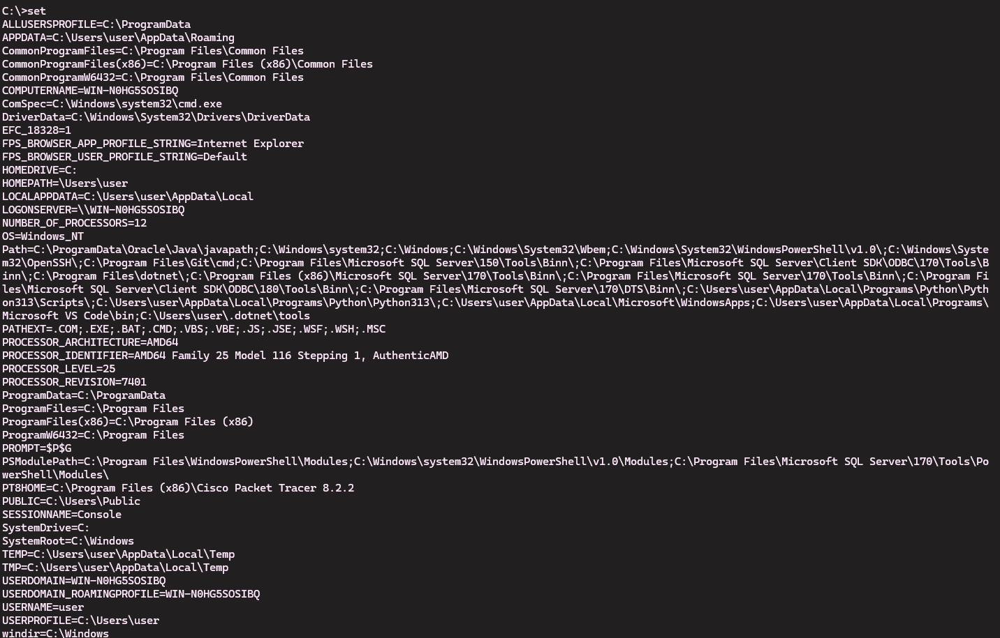 C:\>set
ALLUSERSPROFILE=C:\ProgramData
APPDATA=C:\Users\user\AppData\Roaming
CommonProgramFiles=C:\Program Files\Common Files
CommonProgramFiles(x86)=C:\Program Files (x86)\Common Files
CommonProgramW6432=C:\Program Files\Common Files
COMPUTERNAME=WIN-N0HG5SOSIBQ
ComSpec=C:\Windows\system32\cmd.exe
DriverData=C:\Windows\System32\Drivers\DriverData
EFC_18328=1
FPS_BROWSER_APP_PROFILE_STRING=Internet Explorer
FPS_BROWSER_USER_PROFILE_STRING=Default
HOMEDRIVE=C:
HOMEPATH=\Users\user
LOCALAPPDATA=C:\Users\user\AppData\Local
LOGONSERVER=\\WIN-N0HG5SOSIBQ
NUMBER_OF_PROCESSORS=12
OS=Windows_NT
Path=C:\ProgramData\Oracle\Java\javapath;C:\Windows\system32;C:\Windows;C:\Windows\System32\Wbem;C:\Windows\System32\WindowsPowerShell\v1.0\;C:\Windows\Syste
m32\OpenSSH\;C:\Program Files\Git\cmd;C:\Program Files\Microsoft SQL Server\150\Tools\Binn\;C:\Program Files\Microsoft SQL Server\Client SDK\ODBC\170\Tools\B
inn\;C:\Program Files\dotnet\;C:\Program Files (x86)\Microsoft SQL Server\170\Tools\Binn\;C:\Program Files\Microsoft SQL Server\170\Tools\Binn\;C:\Program Fi
les\Microsoft SQL Server\Client SDK\ODBC\180\Tools\Binn\;C:\Program Files\Microsoft SQL Server\170\DTS\Binn\;C:\Users\user\AppData\Local\Programs\Python\Pyth
on313\Scripts\;C:\Users\user\AppData\Local\Programs\Python\Python313\;C:\Users\user\AppData\Local\Microsoft\WindowsApps;C:\Users\user\AppData\Local\Programs\
Microsoft VS Code\bin;C:\Users\user\.dotnet\tools
PATHEXT=.COM;.EXE;.BAT;.CMD;.VBS;.VBE;.JS;.JSE;.WSF;.WSH;.MSC
PROCESSOR_ARCHITECTURE=AMD64
PROCESSOR_IDENTIFIER=AMD64 Family 25 Model 116 Stepping 1, AuthenticAMD
PROCESSOR_LEVEL=25
PROCESSOR_REVISION=7401
ProgramData=C:\ProgramData
ProgramFiles=C:\Program Files
ProgramFiles(x86)=C:\Program Files (x86)
ProgramW6432=C:\Program Files
PROMPT=$P$G
PSModulePath=C:\Program Files\WindowsPowerShell\Modules;C:\Windows\system32\WindowsPowerShell\v1.0\Modules;C:\Program Files\Microsoft SQL Server\170\Tools\Po
werShell\Modules\
PT8HOME=C:\Program Files (x86)\Cisco Packet Tracer 8.2.2
PUBLIC=C:\Users\Public
SESSIONNAME=Console
SystemDrive=C:
SystemRoot=C:\Windows
TEMP=C:\Users\user\AppData\Local\Temp
TMP=C:\Users\user\AppData\Local\Temp
USERDOMAIN=WIN-N0HG5SOSIBQ
USERDOMAIN_ROAMINGPROFILE=WIN-N0HG5SOSIBQ
USERNAME=user
USERPROFILE=C:\Users\user
windir=C:\Windows